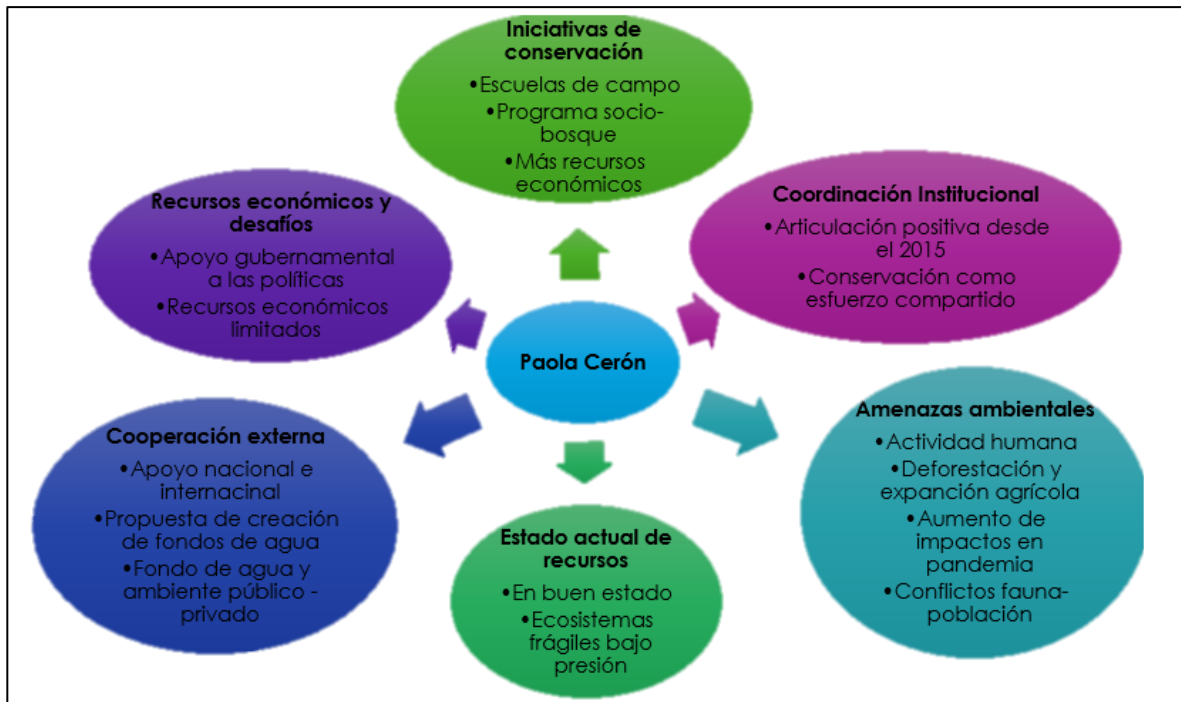 Iniciativas de
conservación
•Escuelas de campo
•Programa socio-
bosque
•Más recursos
económicos
Coordinación Institucional
•Articulación positiva desde
el 2015
•Conservación como
esfuerzo compartido
Amenazas ambientales
•Actividad humana
•Deforestación y
expanción agrícola
•Aumento de
impactos en
pandemia
•Conflictos fauna-
población
Estado actual de
recursos
•En buen estado
•Ecosistemas
frágiles bajo
presión
Cooperación externa
•Apoyo nacional e
internacinal
•Propuesta de creación
de fondos de agua
•Fondo de agua y
ambiente público -
privado
Recursos económicos y
desafíos
•Apoyo gubernamental
a las políticas
•Recursos económicos
limitados
Paola Cerón